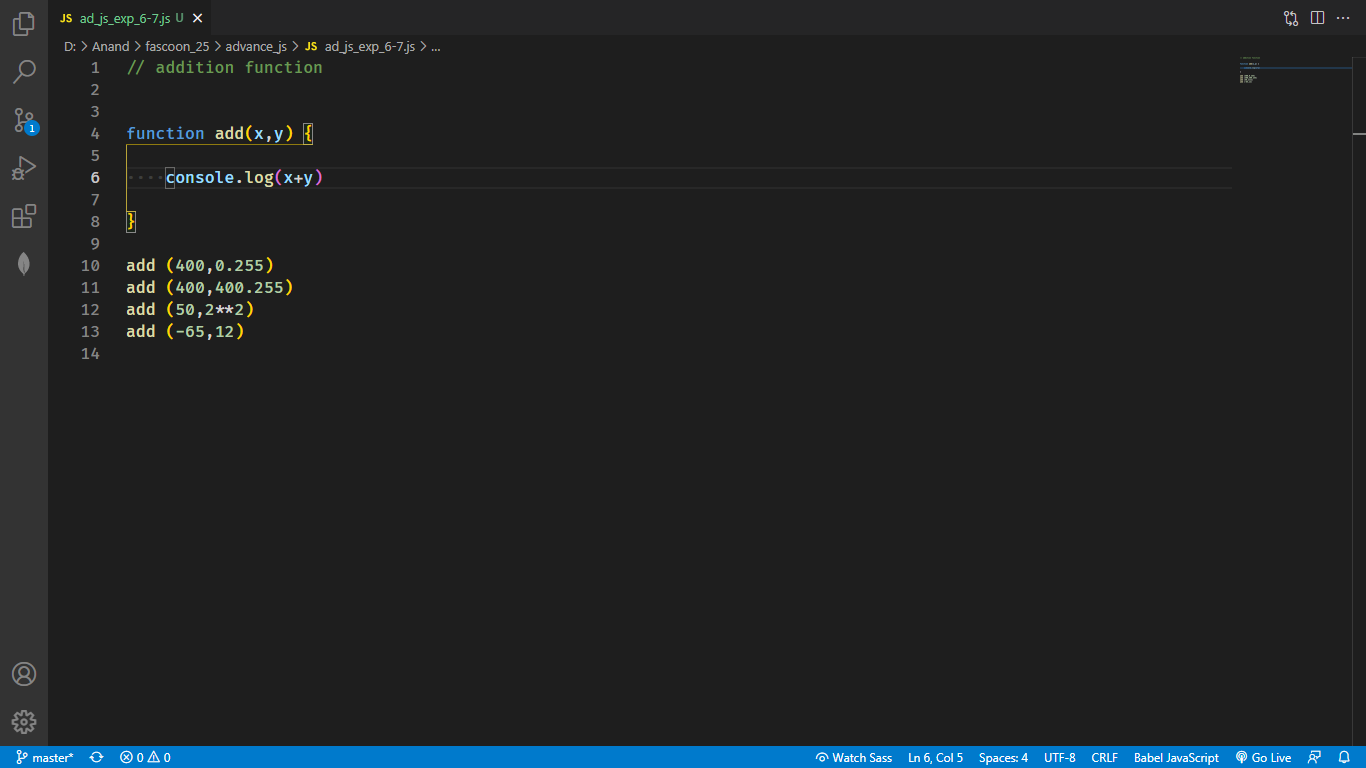 JS ad_js_exp_6-7.js U
D: > Anand > fascoon_25 > advance_js > JS ad_js_exp_6-7.js > ...
1 // addition function
2
3
4 function add(x,y) {
5
6 console.log(x+y)
7
8 }
9
10 add (400,0.255)
11 add (400,400.255)
12 add (50,2**2)
13 add (-65,12)
14
1
master* 0 0 Watch Sass Ln 6, Col 5 Spaces: 4 UTF-8 CRLF Babel JavaScript Go Live